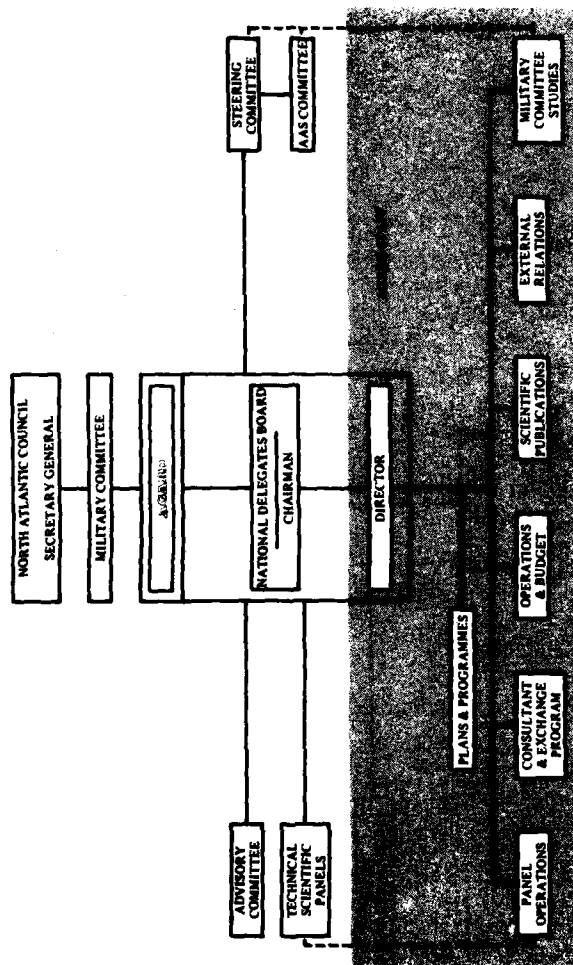 NORTH ATLANTIC COUNCIL
SECRETARY GENERAL
MILITARY COMMITTEE
ADVISORY
COMMITTEE
TECHNICAL
SCIENTIFIC
PANELS
NATIONAL DELEGATES BOARD
CHAIRMAN
STEERING
COMMITTEE
AAS COMMITTEE
DIRECTOR
PLANS & PROGRAMMES
PANEL
OPERATIONS
CONSULTANT
& EXCHANGE
PROGRAM
OPERATIONS
& BUDGET
SCIENTIFIC
PUBLICATIONS
EXTERNAL
RELATIONS
MILITARY
COMMITTEE
STUDIES